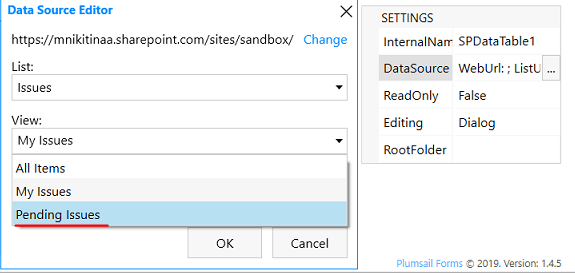 Data Source Editor
https://mnikitinaa.sharepoint.com/sites/sandbox/ Change
List:
Issues
View:
My Issues
All Items
My Issues
Pending Issues
OK Cancel
SETTINGS
InternalNam SPDataTable1
DataSource WebUrl: ; ListU ...
ReadOnly False
Editing Dialog
RootFolder
Plumsail Forms © 2019. Version: 1.4.5